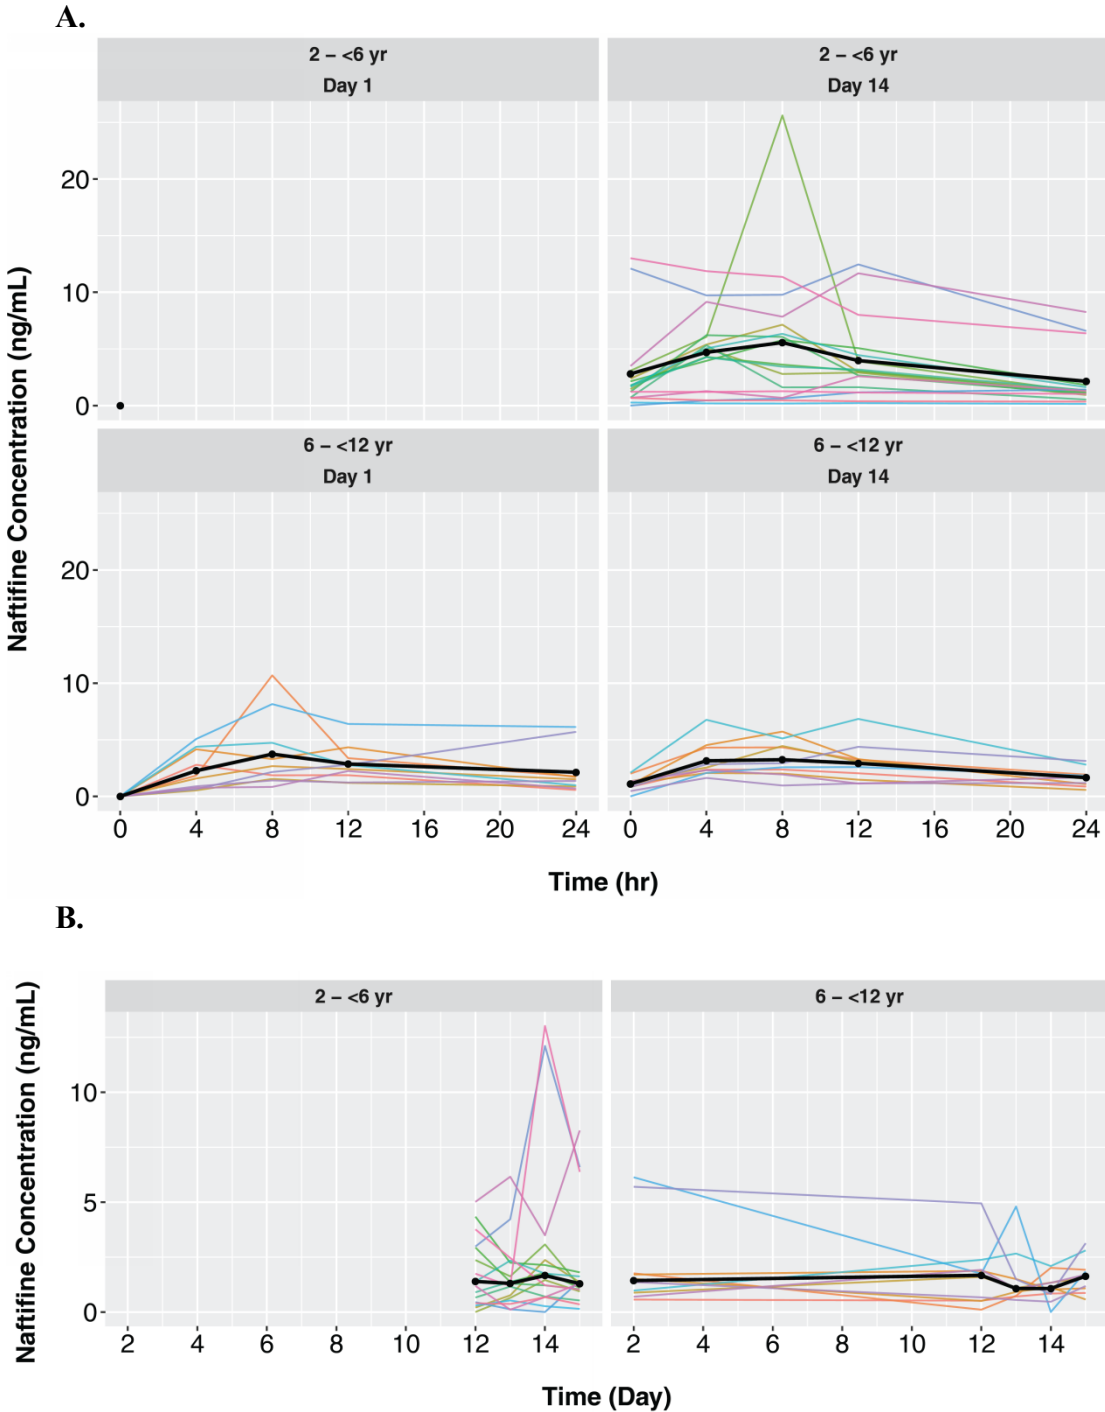 A.
2 – <6 yr
Day 1
2 – <6 yr
Day 14
20
10
0
6 – <12 yr
Day 1
6 – <12 yr
Day 14
20
10
0
0 4 8 12 16 20 24
0 4 8 12 16 20 24
Naftifine Concentration (ng/mL)
Time (hr)
B.
2 – <6 yr
6 – <12 yr
10
5
0
2 4 6 8 10 12 14
2 4 6 8 10 12 14
Naftifine Concentration (ng/mL)
Time (Day)